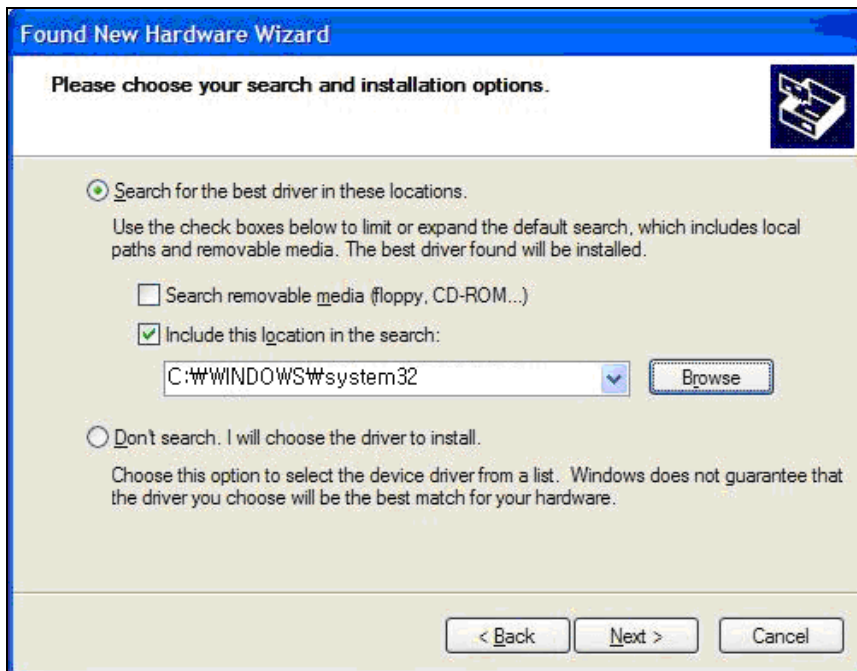 Found New Hardware Wizard
Please choose your search and installation options.
Search for the best driver in these locations.
Use the check boxes below to limit or expand the default search, which includes local
paths and removable media. The best driver found will be installed.
Search removable media (floppy, CD-ROM...)
Include this location in the search:
C:₩WINDOWS₩system32
Browse
Don't search. I will choose the driver to install.
Choose this option to select the device driver from a list. Windows does not guarantee that
the driver you choose will be the best match for your hardware.
< Back
Next >
Cancel